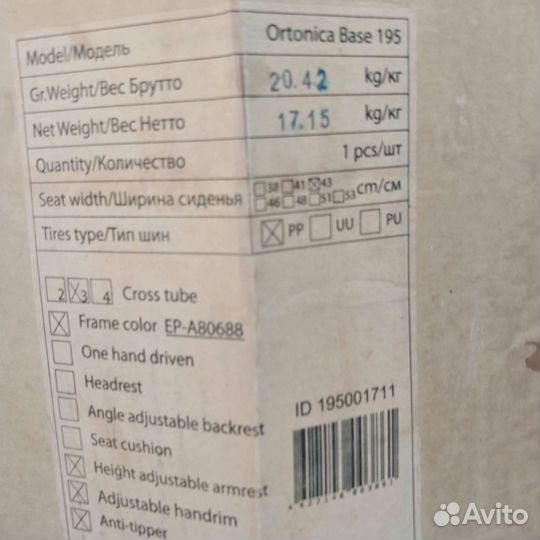 Model/Модель Ortonica Base 195
Gr.Weight/Вес Брутто 20.42 kg/кг
Net Weight/Вес Нетто 17.15 kg/кг
Quantity/Количество 1 pcs/шт
Seat width/Ширина сиденья 38 41 43 46 48 51 53 cm/см
Tires type/Тип шин PP UU PU
2 3 4 Cross tube
Frame color EP-A80688
One hand driven
Headrest
Angle adjustable backrest
Seat cushion
Height adjustable armrest
Adjustable handrim
Anti-tipper
ID 195001711
Avito